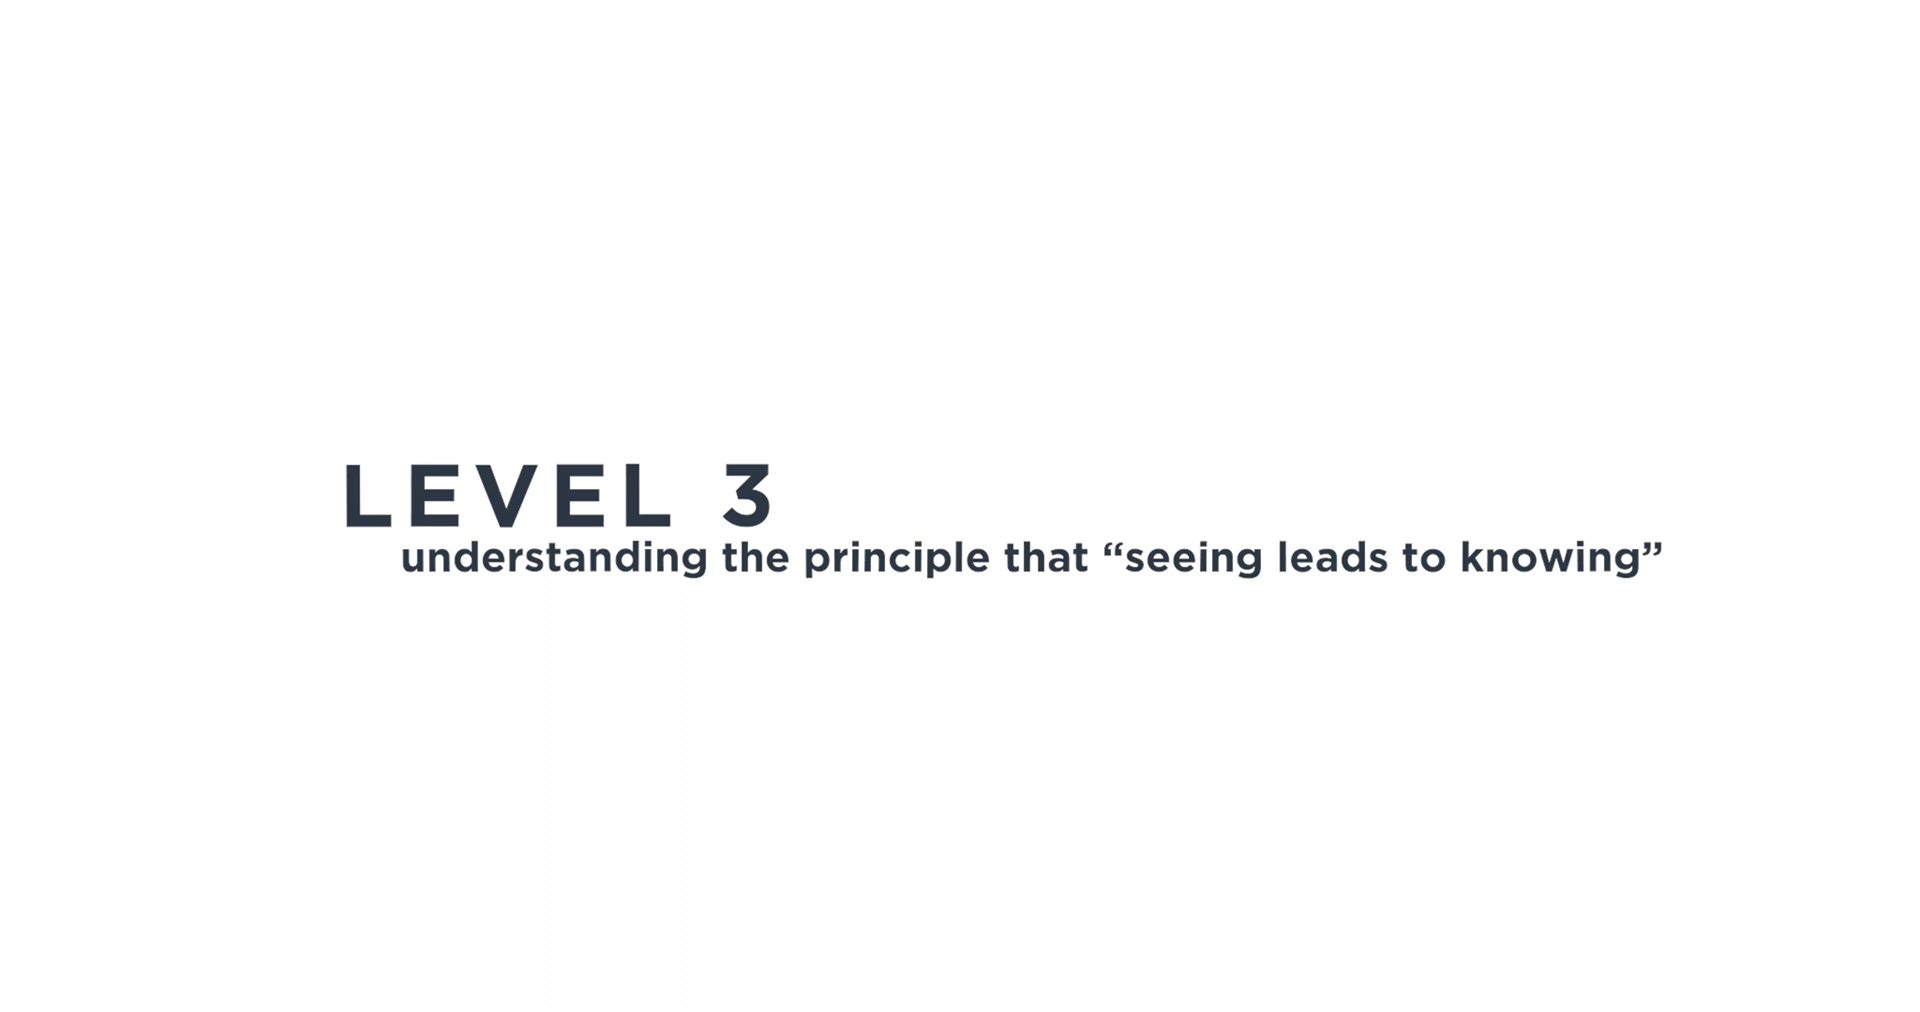 LEVEL 3
understanding the principle that “seeing leads to knowing”